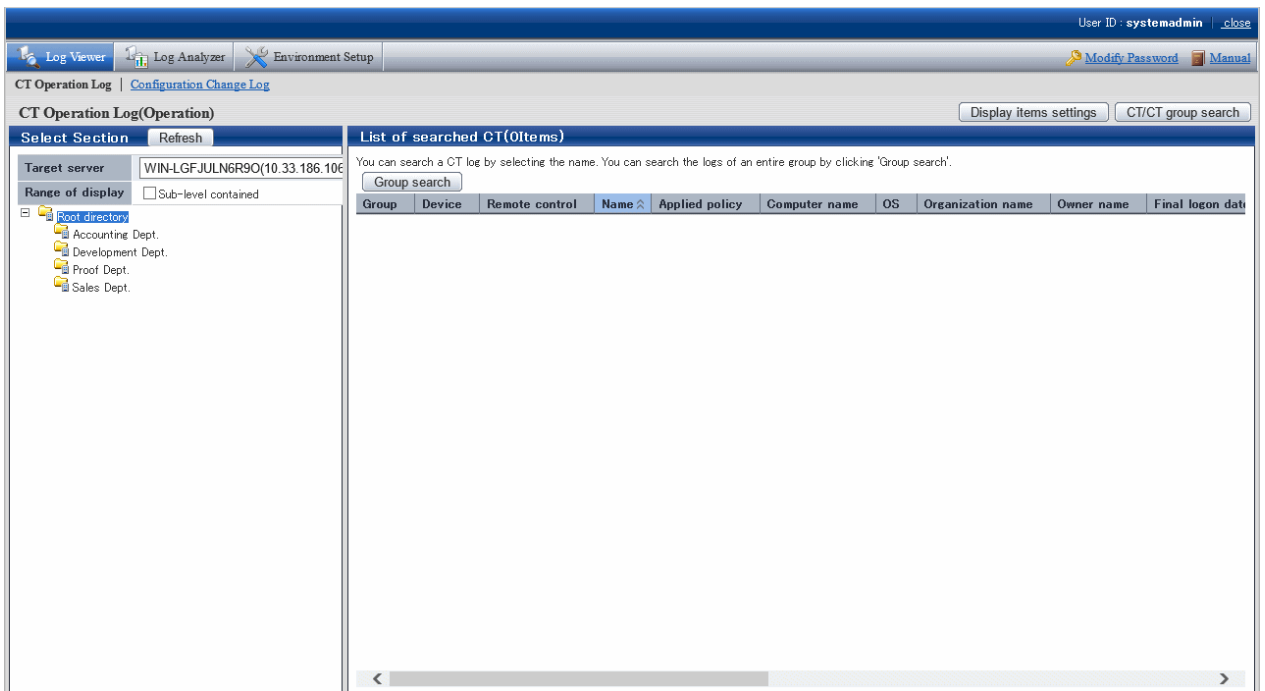 User ID : systemadmin | close
Log Viewer Log Analyzer Environment Setup Modify Password Manual
CT Operation Log | Configuration Change Log
CT Operation Log(Operation) Display items settings CT/CT group search
Select Section Refresh
Target server WIN-LGFJULN6R9O(10.33.186.106
Range of display Sub-level contained
Root directory
Accounting Dept.
Development Dept.
Proof Dept.
Sales Dept.
List of searched CT(0Items)
You can search a CT log by selecting the name. You can search the logs of an entire group by clicking 'Group search'.
Group search
Group Device Remote control Name Applied policy Computer name OS Organization name Owner name Final logon date